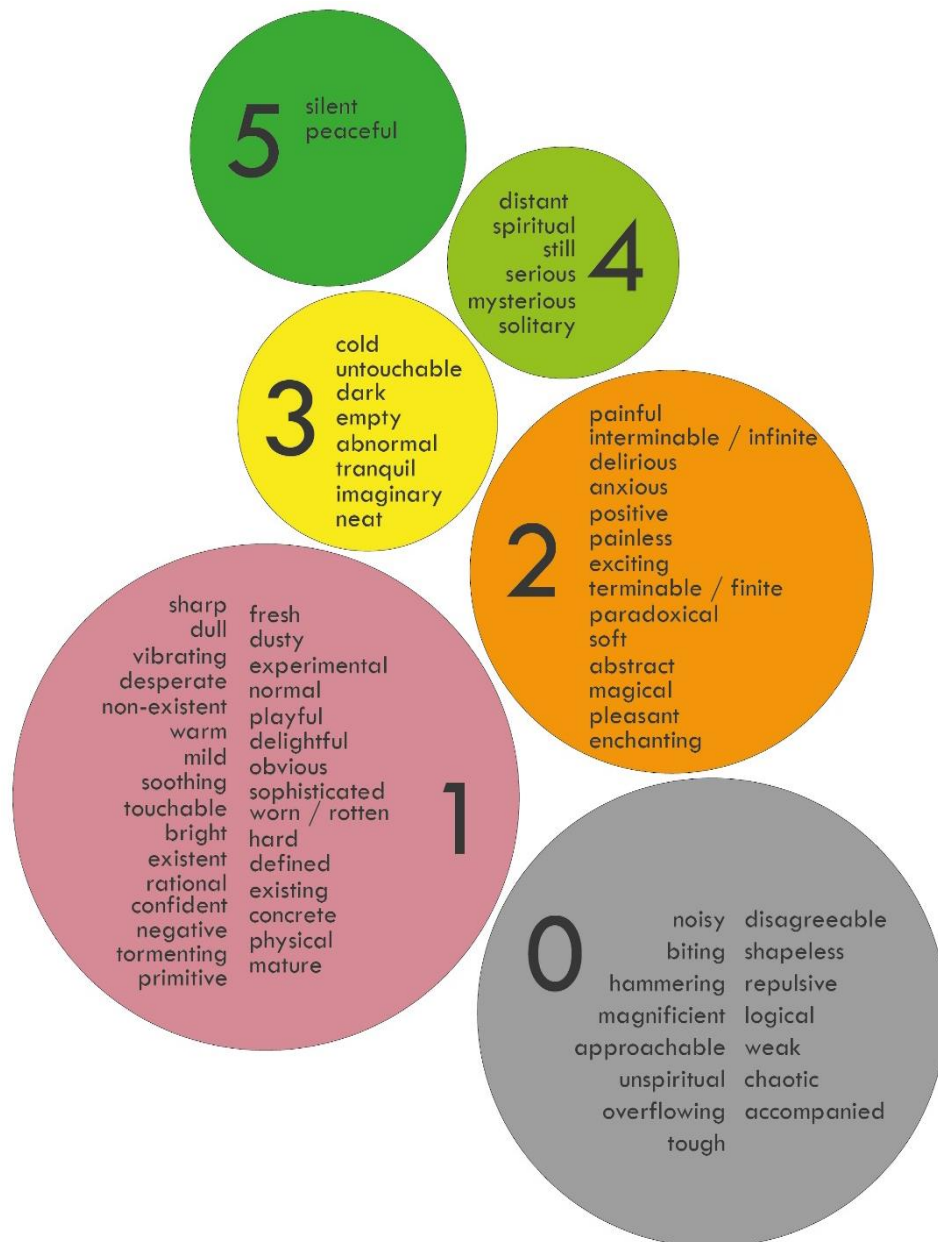 5
silent
peaceful
4
distant
spiritual
still
serious
mysterious
solitary
3
cold
untouchable
dark
empty
abnormal
tranquil
imaginary
neat
2
painful
interminable / infinite
delirious
anxious
positive
painless
exciting
terminable / finite
paradoxical
soft
abstract
magical
pleasant
enchanting
1
sharp
dull
vibrating
desperate
non-existent
warm
mild
soothing
touchable
bright
existent
rational
confident
negative
tormenting
primitive
fresh
dusty
experimental
normal
playful
delightful
obvious
sophisticated
worn / rotten
hard
defined
existing
concrete
physical
mature
0
noisy
biting
hammering
magnificient
approachable
unspiritual
overflowing
tough
disagreeable
shapeless
repulsive
logical
weak
chaotic
accompanied